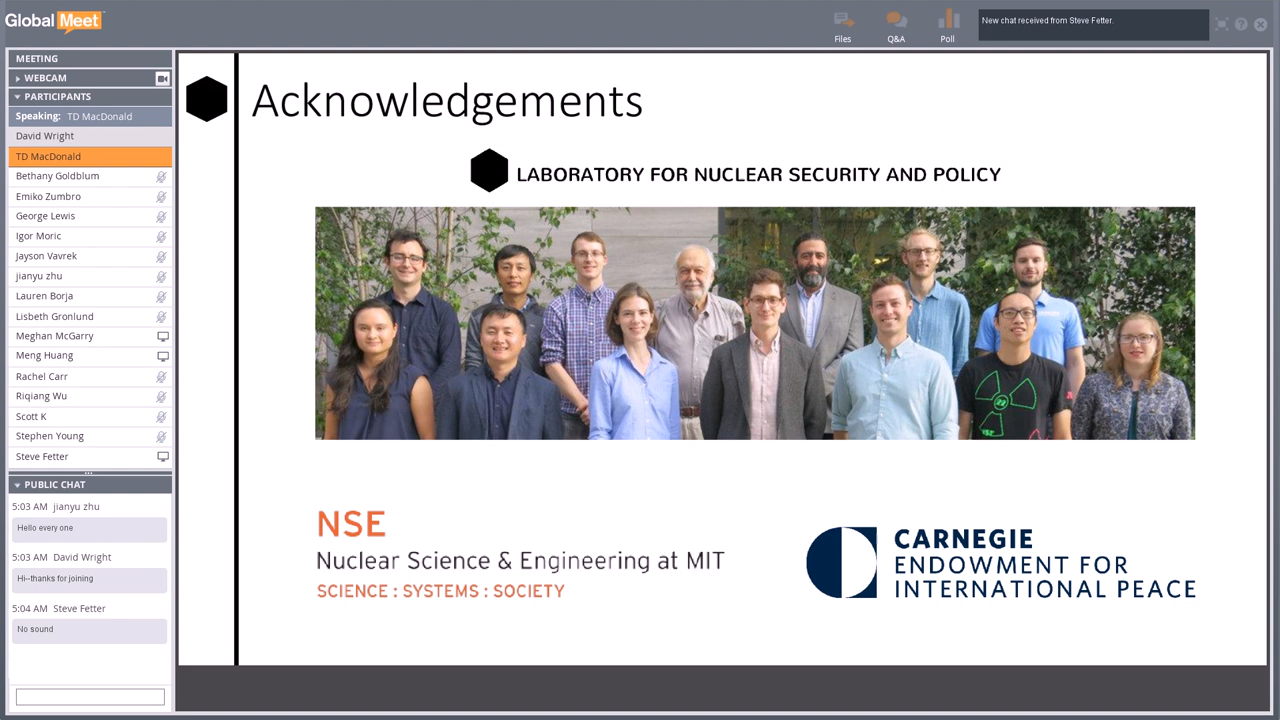 Global Meet
Files
Q&A
Poll
New chat received from Steve Fetter.
MEETING
WEBCAM
PARTICIPANTS
Speaking: TD MacDonald
David Wright
TD MacDonald
Bethany Goldblum
Emiko Zumbro
George Lewis
Igor Moric
Jayson Vavrek
jianyu zhu
Lauren Borja
Lisbeth Gronlund
Meghan McGarry
Meng Huang
Rachel Carr
Riqiang Wu
Scott K
Stephen Young
Steve Fetter
PUBLIC CHAT
5:03 AM jianyu zhu
Hello every one
5:03 AM David Wright
Hi--thanks for joining
5:04 AM Steve Fetter
No sound
Acknowledgements
LABORATORY FOR NUCLEAR SECURITY AND POLICY
NSE
Nuclear Science & Engineering at MIT
SCIENCE : SYSTEMS : SOCIETY
CARNEGIE
ENDOWMENT FOR
INTERNATIONAL PEACE